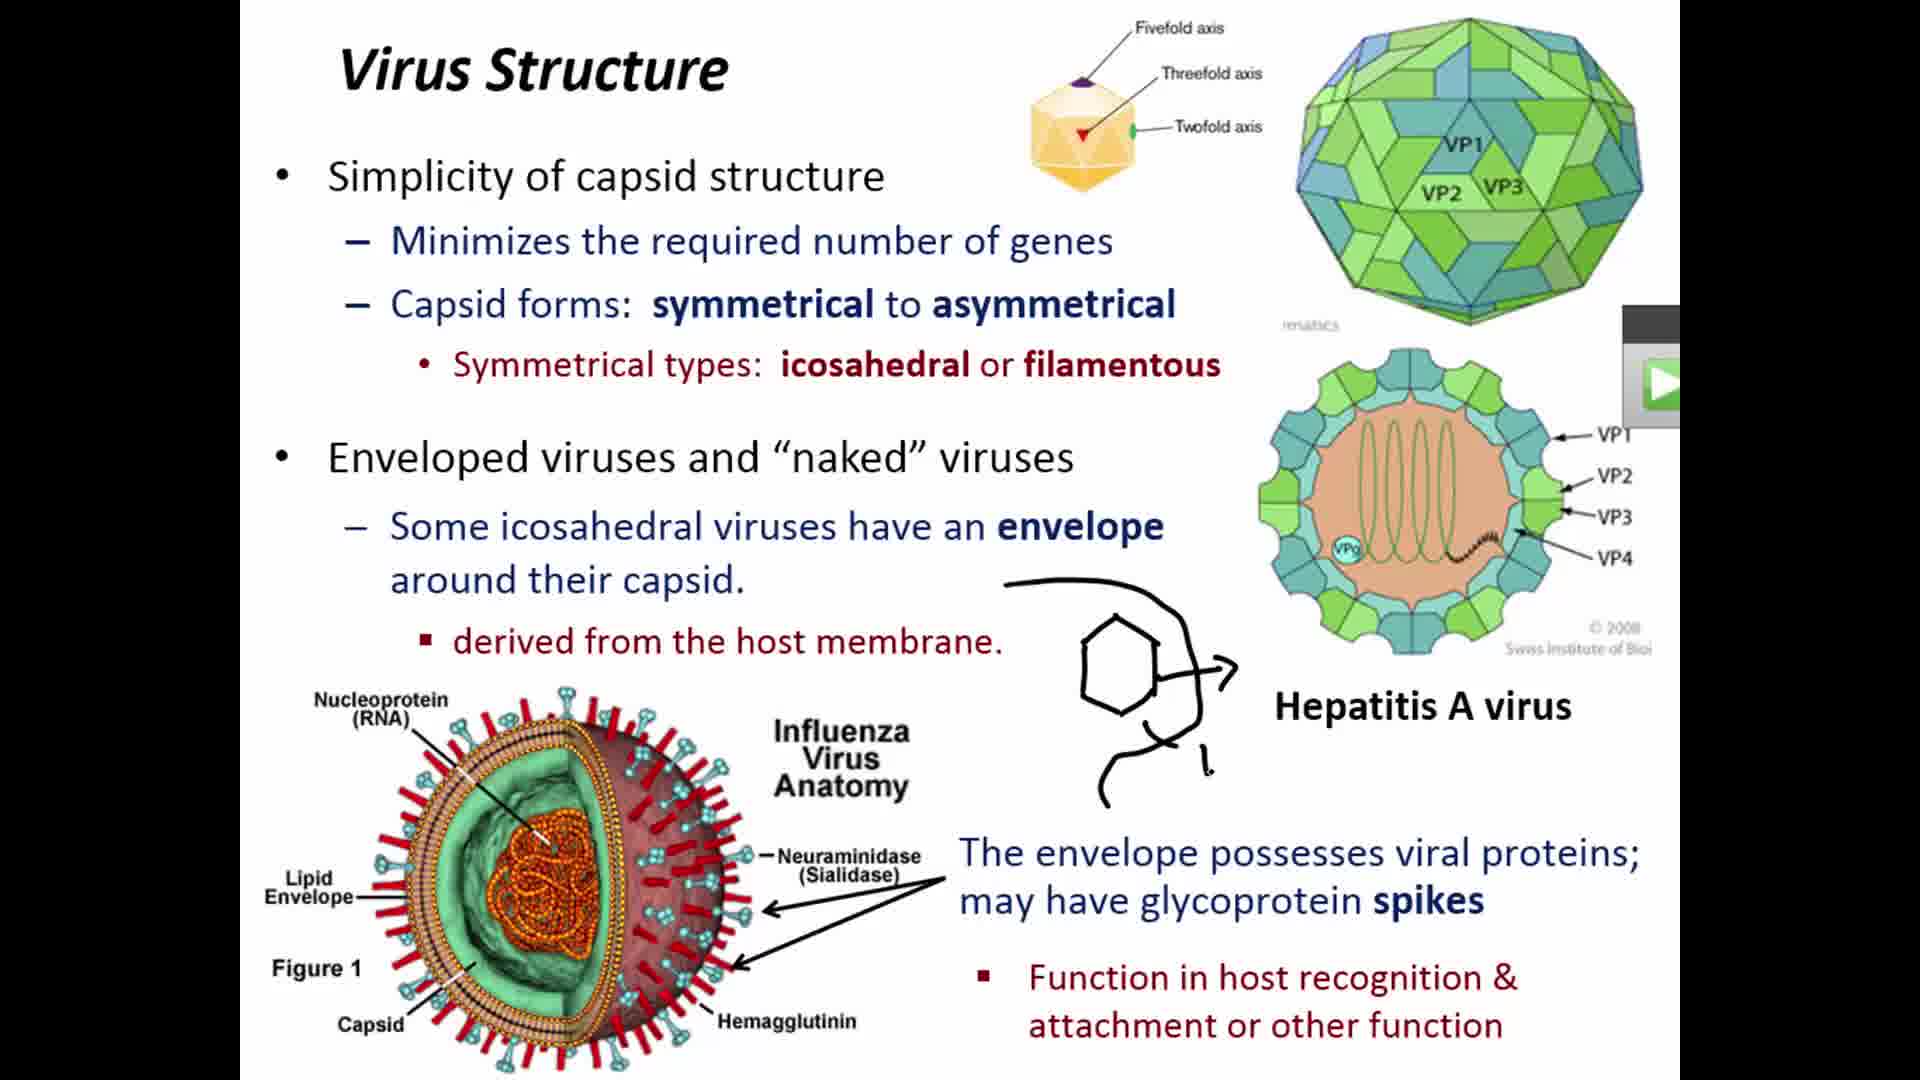 Virus Structure
Fivefold axis
Threefold axis
Twofold axis
VP1
VP2 VP3
• Simplicity of capsid structure
– Minimizes the required number of genes
– Capsid forms: symmetrical to asymmetrical
• Symmetrical types: icosahedral or filamentous
VP1
VP2
VP3
VP4
VPg
© 2008
Swiss Institute of Bioi
Hepatitis A virus
• Enveloped viruses and “naked” viruses
– Some icosahedral viruses have an envelope
around their capsid.
▪ derived from the host membrane.
Nucleoprotein
(RNA)
Influenza
Virus
Anatomy
Neuraminidase
(Sialidase)
Lipid
Envelope
Figure 1
Capsid
Hemagglutinin
The envelope possesses viral proteins;
may have glycoprotein spikes
▪ Function in host recognition &
attachment or other function